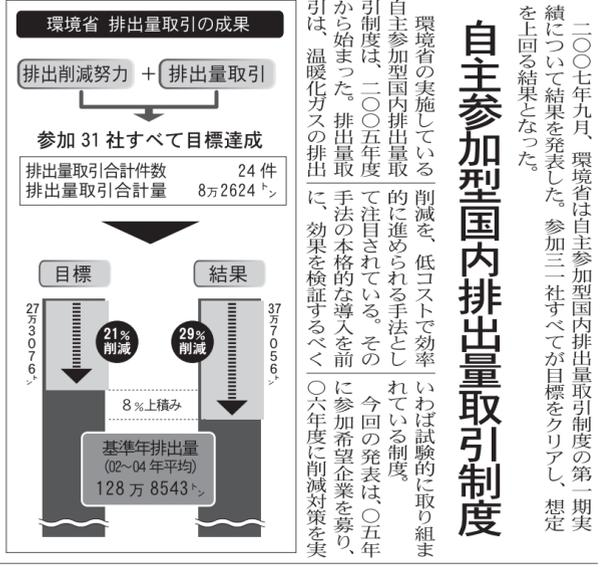 二〇〇七年九月、環境省は自主参加型国内排出量取引制度の第一期実
績について結果を発表した。参加三一社すべてが目標をクリアし、想定
を上回る結果となった。
自主参加型国内排出量取引制度
環境省の実施している
自主参加型国内排出量取
引制度は、二〇〇五年度
から始まった。排出量取
引は、温暖化ガスの排出
削減を、低コストで効率
的に進められる手法とし
て注目されている。その
手法の本格的な導入を前
に、効果を検証するべく
いわば試験的に取り組ま
れている制度。
今回の発表は、〇五年
に参加希望企業を募り、
〇六年度に削減対策を実
環境省 排出量取引の成果
排出削減努力 + 排出量取引
参加31社すべて目標達成
排出量取引合計件数 24件
排出量取引合計量 8万2624㌧
目標 結果
27万3076㌧
21%
削減
29%
削減
37万7056㌧
8%上積み
基準年排出量
(02〜04年平均)
128万8543㌧